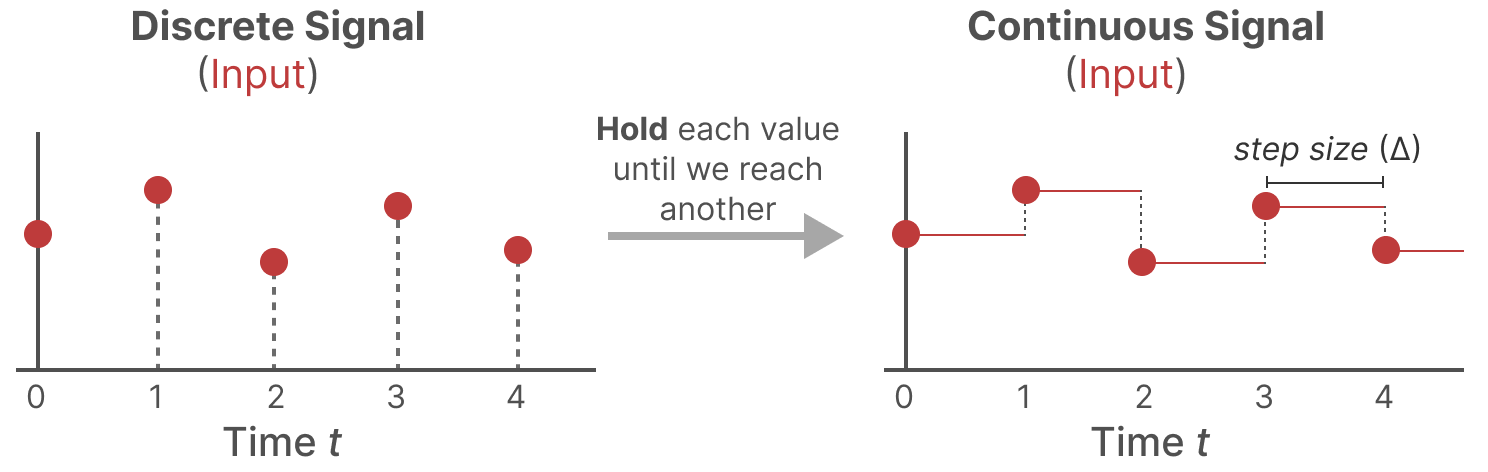 Discrete Signal
(Input)
0
1
2
3
4
Time t
Hold each value
until we reach
another
Continuous Signal
(Input)
step size (Δ)
0
1
2
3
4
Time t